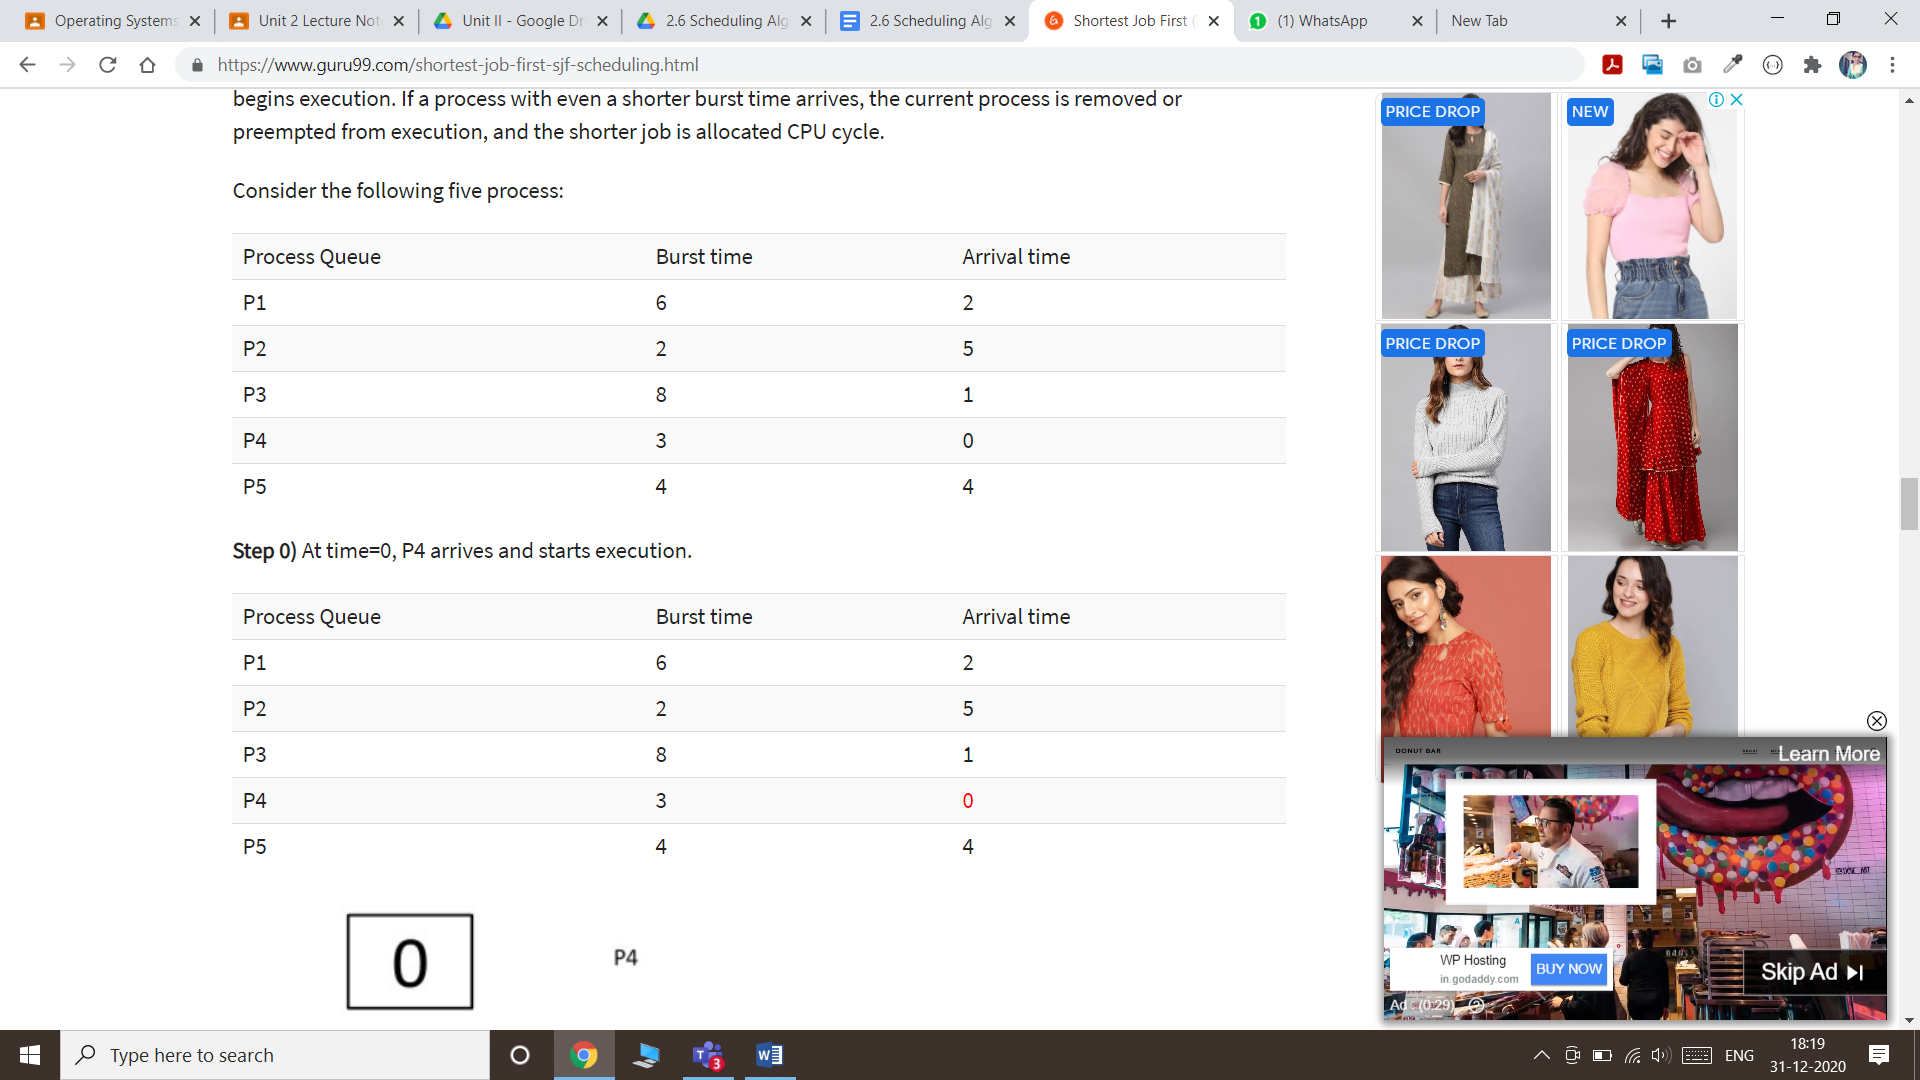 Operating Systems
Unit 2 Lecture Not
Unit II - Google Dr
2.6 Scheduling Alg
2.6 Scheduling Alg
Shortest Job First (
(1) WhatsApp
New Tab
https://www.guru99.com/shortest-job-first-sjf-scheduling.html
begins execution. If a process with even a shorter burst time arrives, the current process is removed or
preempted from execution, and the shorter job is allocated CPU cycle.
Consider the following five process:
Process Queue Burst time Arrival time
P1 6 2
P2 2 5
P3 8 1
P4 3 0
P5 4 4
Step 0) At time=0, P4 arrives and starts execution.
Process Queue Burst time Arrival time
P1 6 2
P2 2 5
P3 8 1
P4 3 0
P5 4 4
0 P4
PRICE DROP
NEW
PRICE DROP
PRICE DROP
DONUT BAR
Learn More
WP Hosting
in.godaddy.com
BUY NOW
Skip Ad
Ad : (0:29)
Type here to search
3
ENG
18:19
31-12-2020